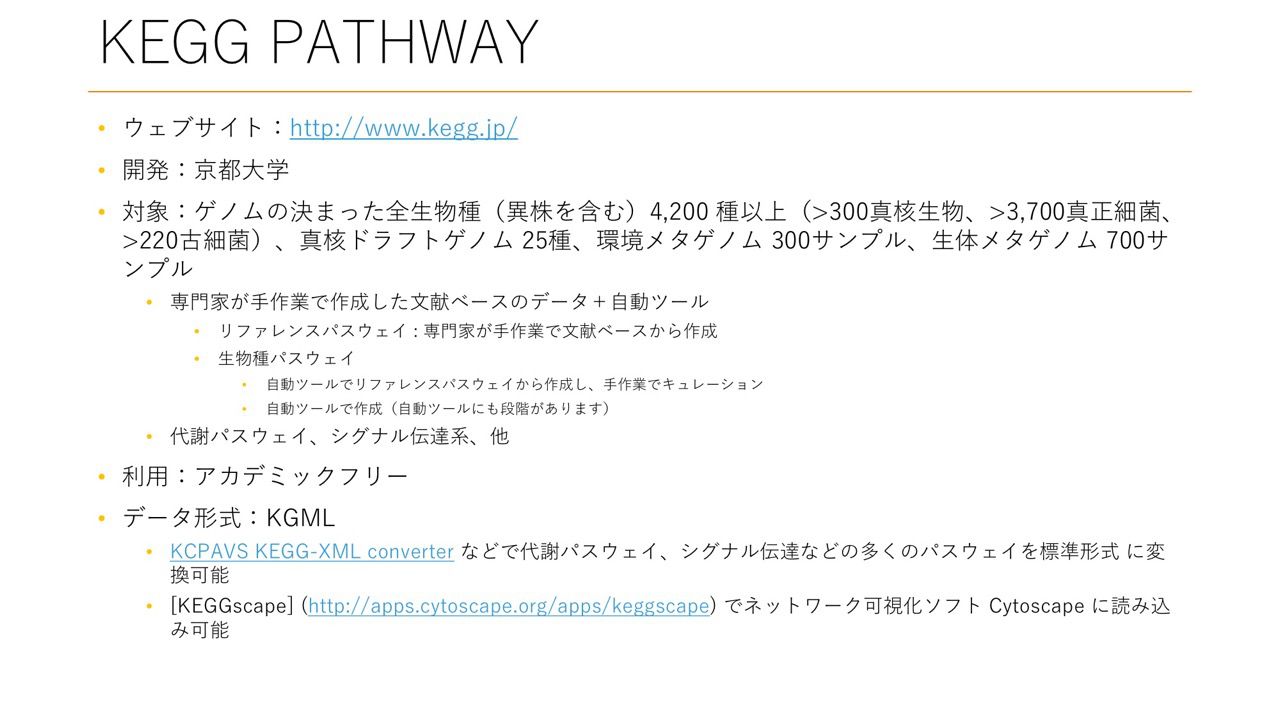 KEGG PATHWAY
• ウェブサイト：http://www.kegg.jp/
• 開発：京都大学
• 対象：ゲノムの決まった全生物種（異株を含む）4,200 種以上（>300真核生物、>3,700真正細菌、
>220古細菌）、真核ドラフトゲノム 25種、環境メタゲノム 300サンプル、生体メタゲノム 700サ
ンプル
• 専門家が手作業で作成した文献ベースのデータ＋自動ツール
• リファレンスパスウェイ : 専門家が手作業で文献ベースから作成
• 生物種パスウェイ
• 自動ツールでリファレンスパスウェイから作成し、手作業でキュレーション
• 自動ツールで作成（自動ツールにも段階があります）
• 代謝パスウェイ、シグナル伝達系、他
• 利用：アカデミックフリー
• データ形式：KGML
• KCPAVS KEGG-XML converter などで代謝パスウェイ、シグナル伝達などの多くのパスウェイを標準形式 に変
換可能
• [KEGGscape] (http://apps.cytoscape.org/apps/keggscape) でネットワーク可視化ソフト Cytoscape に読み込
み可能